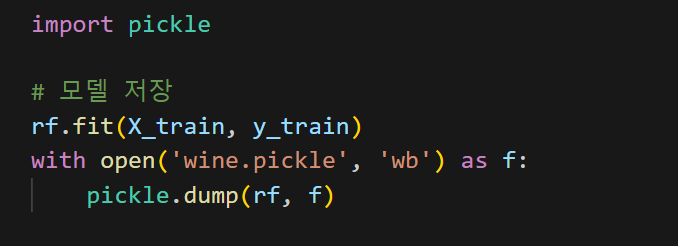 import pickle
# 모델 저장
rf.fit(X_train, y_train)
with open('wine.pickle', 'wb') as f:
    pickle.dump(rf, f)